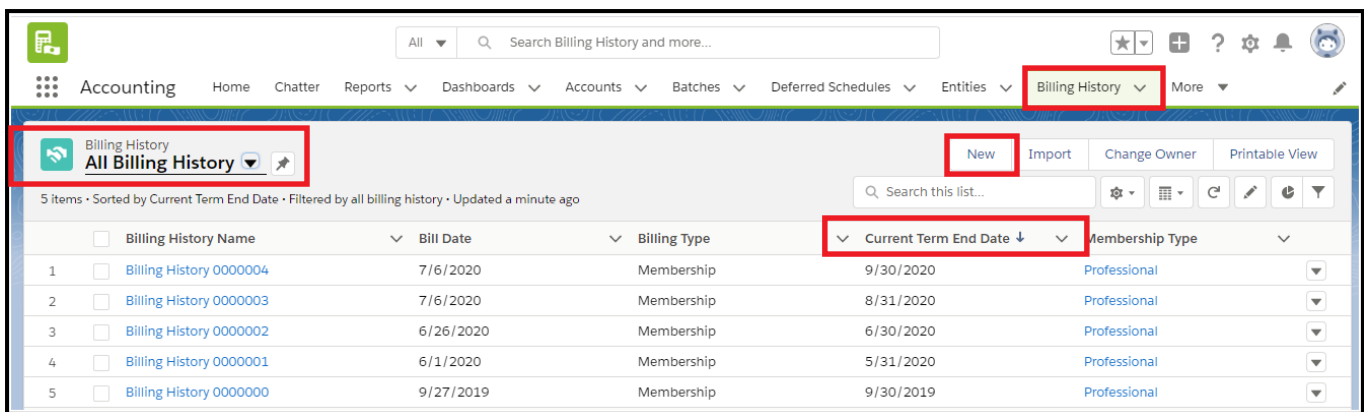 All Search Billing History and more...
Accounting Home Chatter Reports Dashboards Accounts Batches Deferred Schedules Entities Billing History More
Billing History
All Billing History
New Import Change Owner Printable View
5 items • Sorted by Current Term End Date • Filtered by all billing history • Updated a minute ago
Search this list...
Billing History Name Bill Date Billing Type Current Term End Date Membership Type
1 Billing History 0000004 7/6/2020 Membership 9/30/2020 Professional
2 Billing History 0000003 7/6/2020 Membership 8/31/2020 Professional
3 Billing History 0000002 6/26/2020 Membership 6/30/2020 Professional
4 Billing History 0000001 6/1/2020 Membership 5/31/2020 Professional
5 Billing History 0000000 9/27/2019 Membership 9/30/2019 Professional